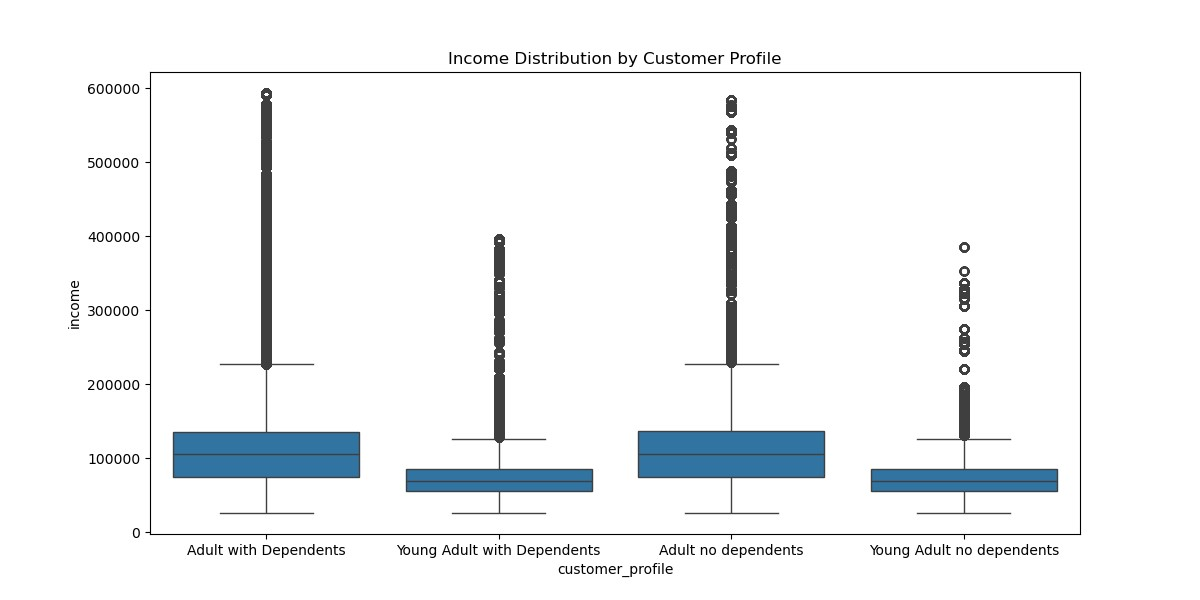 Income Distribution by Customer Profile
600000
500000
400000
300000
200000
100000
0
income
Adult with Dependents
Young Adult with Dependents
Adult no dependents
Young Adult no dependents
customer_profile